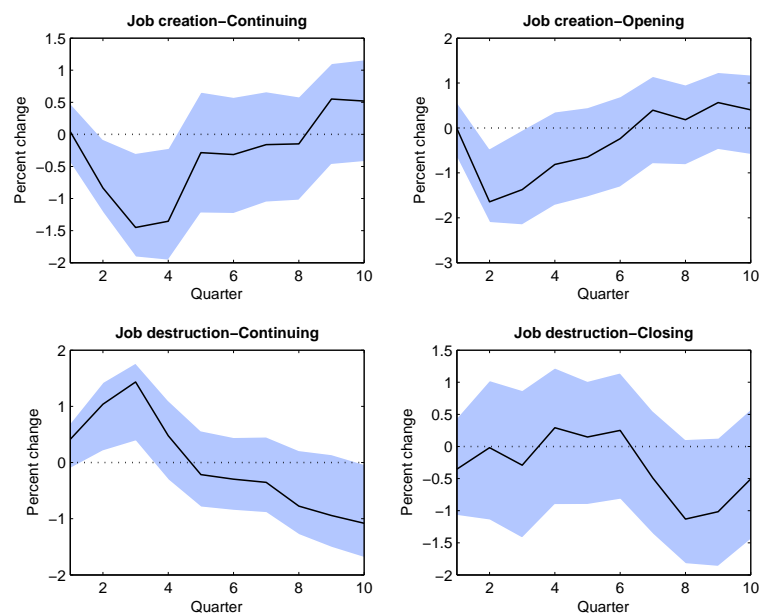 Job creation−Continuing
1.5
1
0.5
0
−0.5
−1
−1.5
−2
Percent change
2 4 6 8 10
Quarter
Job creation−Opening
2
1
0
−1
−2
−3
Percent change
2 4 6 8 10
Quarter
Job destruction−Continuing
2
1
0
−1
−2
Percent change
2 4 6 8 10
Quarter
Job destruction−Closing
1.5
1
0.5
0
−0.5
−1
−1.5
−2
Percent change
2 4 6 8 10
Quarter